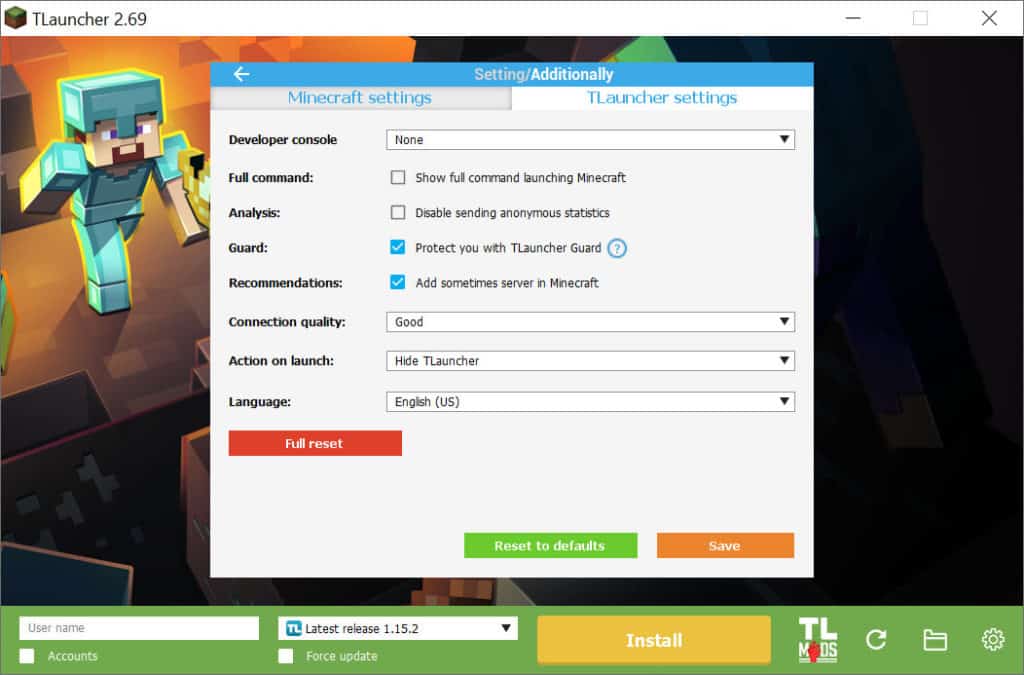 TLauncher 2.69
Setting/Additionally
Minecraft settings
TLauncher settings
Developer console
None
Full command:
Show full command launching Minecraft
Analysis:
Disable sending anonymous statistics
Guard:
Protect you with TLauncher Guard ?
Recommendations:
Add sometimes server in Minecraft
Connection quality:
Good
Action on launch:
Hide TLauncher
Language:
English (US)
Full reset
Reset to defaults
Save
User name
TL Latest release 1.15.2
Install
TL
MODS
Accounts
Force update